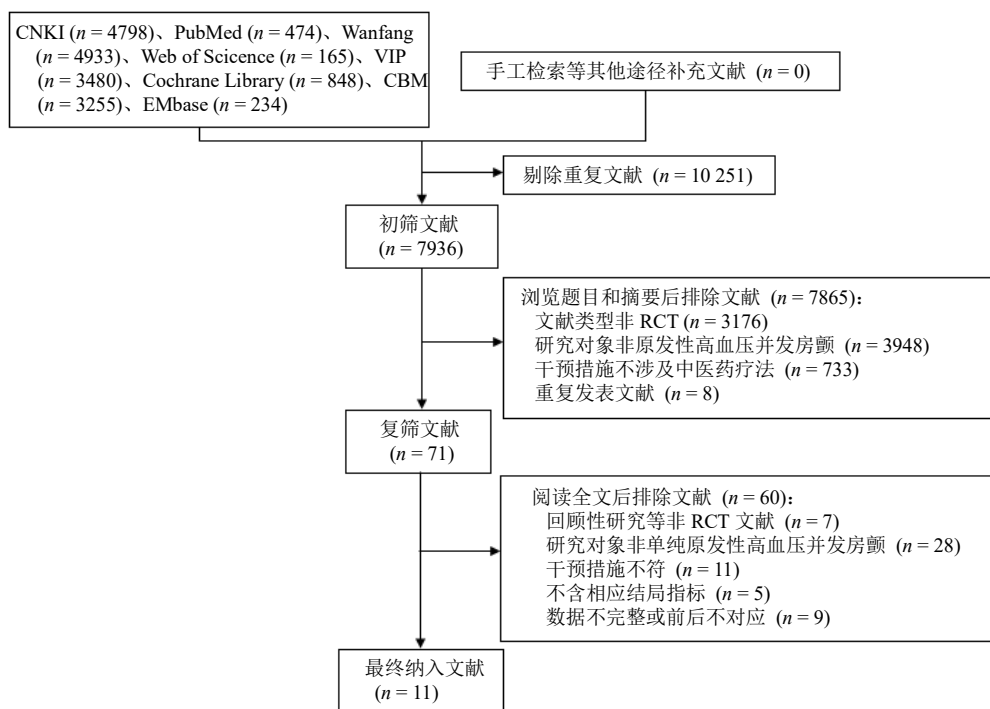 CNKI (n = 4798)、PubMed (n = 474)、Wanfang
(n = 4933)、Web of Scicence (n = 165)、VIP
(n = 3480)、Cochrane Library (n = 848)、CBM
(n = 3255)、EMbase (n = 234)
手工检索等其他途径补充文献 (n = 0)
剔除重复文献 (n = 10 251)
初筛文献
(n = 7936)
浏览题目和摘要后排除文献 (n = 7865)：
文献类型非 RCT (n = 3176)
研究对象非原发性高血压并发房颤 (n = 3948)
干预措施不涉及中医药疗法 (n = 733)
重复发表文献 (n = 8)
复筛文献
(n = 71)
阅读全文后排除文献 (n = 60)：
回顾性研究等非 RCT 文献 (n = 7)
研究对象非单纯原发性高血压并发房颤 (n = 28)
干预措施不符 (n = 11)
不含相应结局指标 (n = 5)
数据不完整或前后不对应 (n = 9)
最终纳入文献
(n = 11)